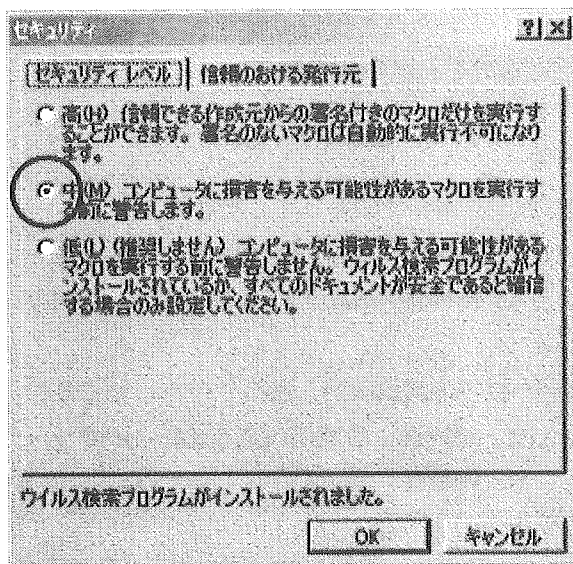 セキュリティ
セキュリティ レベル
信頼のおける発行元
高(H) 信頼できる作成元からの署名付きのマクロだけを実行す
ることができます。署名のないマクロは自動的に実行不可になり
ます。
中(M) コンピュータに損害を与える可能性があるマクロを実行す
る前に警告します。
低(L) (推奨しません) コンピュータに損害を与える可能性がある
マクロを実行する前に警告しません。ウィルス検索プログラムがイ
ンストールされているか、すべてのドキュメントが安全であると確信
する場合のみ設定してください。
ウイルス検索プログラムがインストールされました。
OK
キャンセル